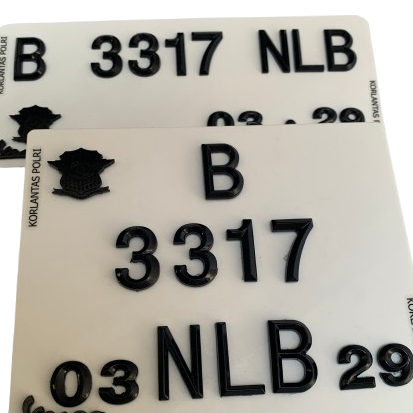 KORLANTAS POLRI
B 3317 NLB
03 · 29
KORLANTAS POLRI
B
3317
03 NLB 29